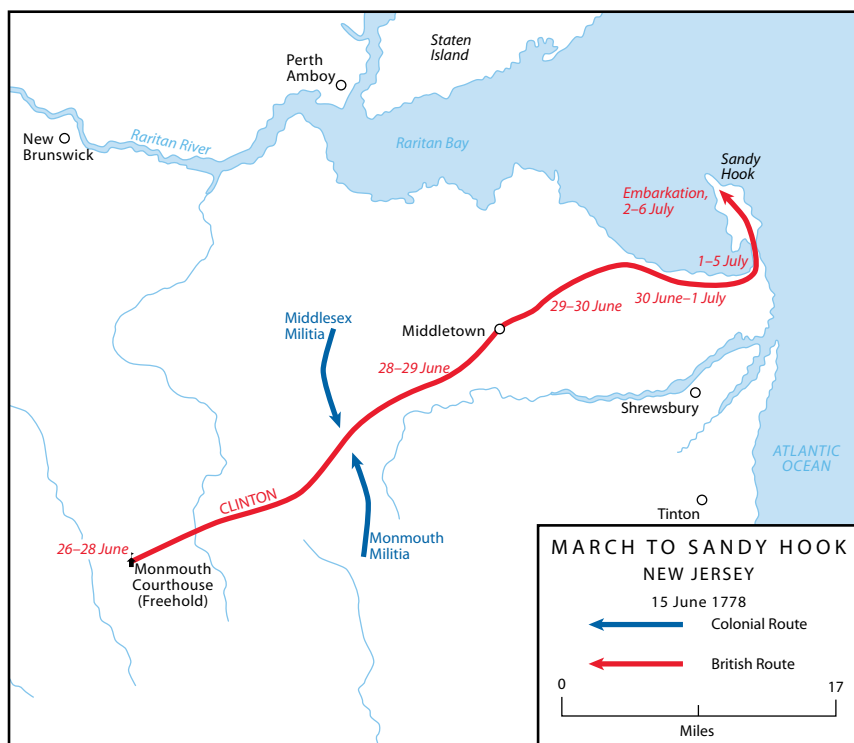 Staten
Island
Perth
Amboy
New
Brunswick
Raritan River
Raritan Bay
Sandy
Hook
Embarkation,
2–6 July
1–5 July
30 June–1 July
29–30 June
Middlesex
Militia
Middletown
28–29 June
Shrewsbury
ATLANTIC
OCEAN
CLINTON
Tinton
26–28 June
Monmouth
Courthouse
(Freehold)
Monmouth
Militia
MARCH TO SANDY HOOK
NEW JERSEY
15 June 1778
Colonial Route
British Route
0 17
Miles